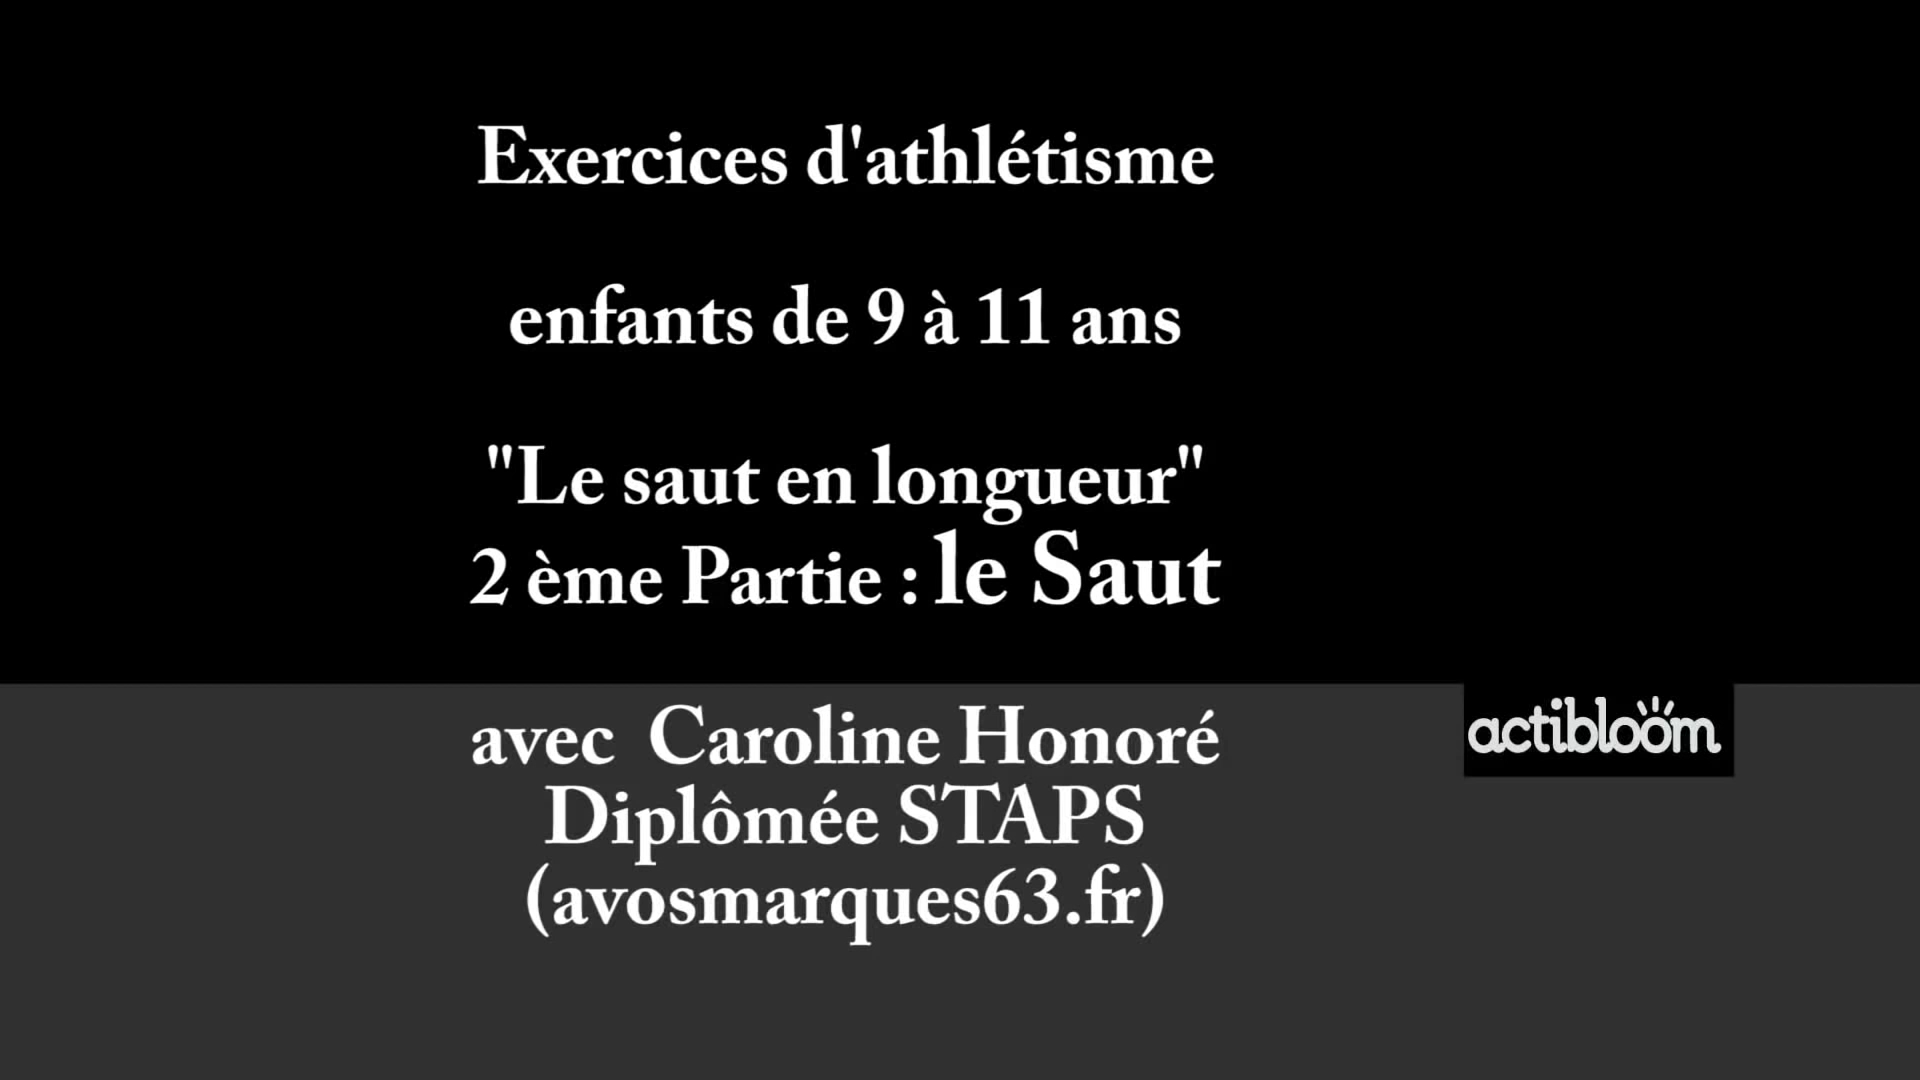 Exercices d'athlétisme
enfants de 9 à 11 ans
"Le saut en longueur"
2 ème Partie : le Saut
avec  Caroline Honoré
Diplômée STAPS
(avosmarques63.fr)
actibloom.